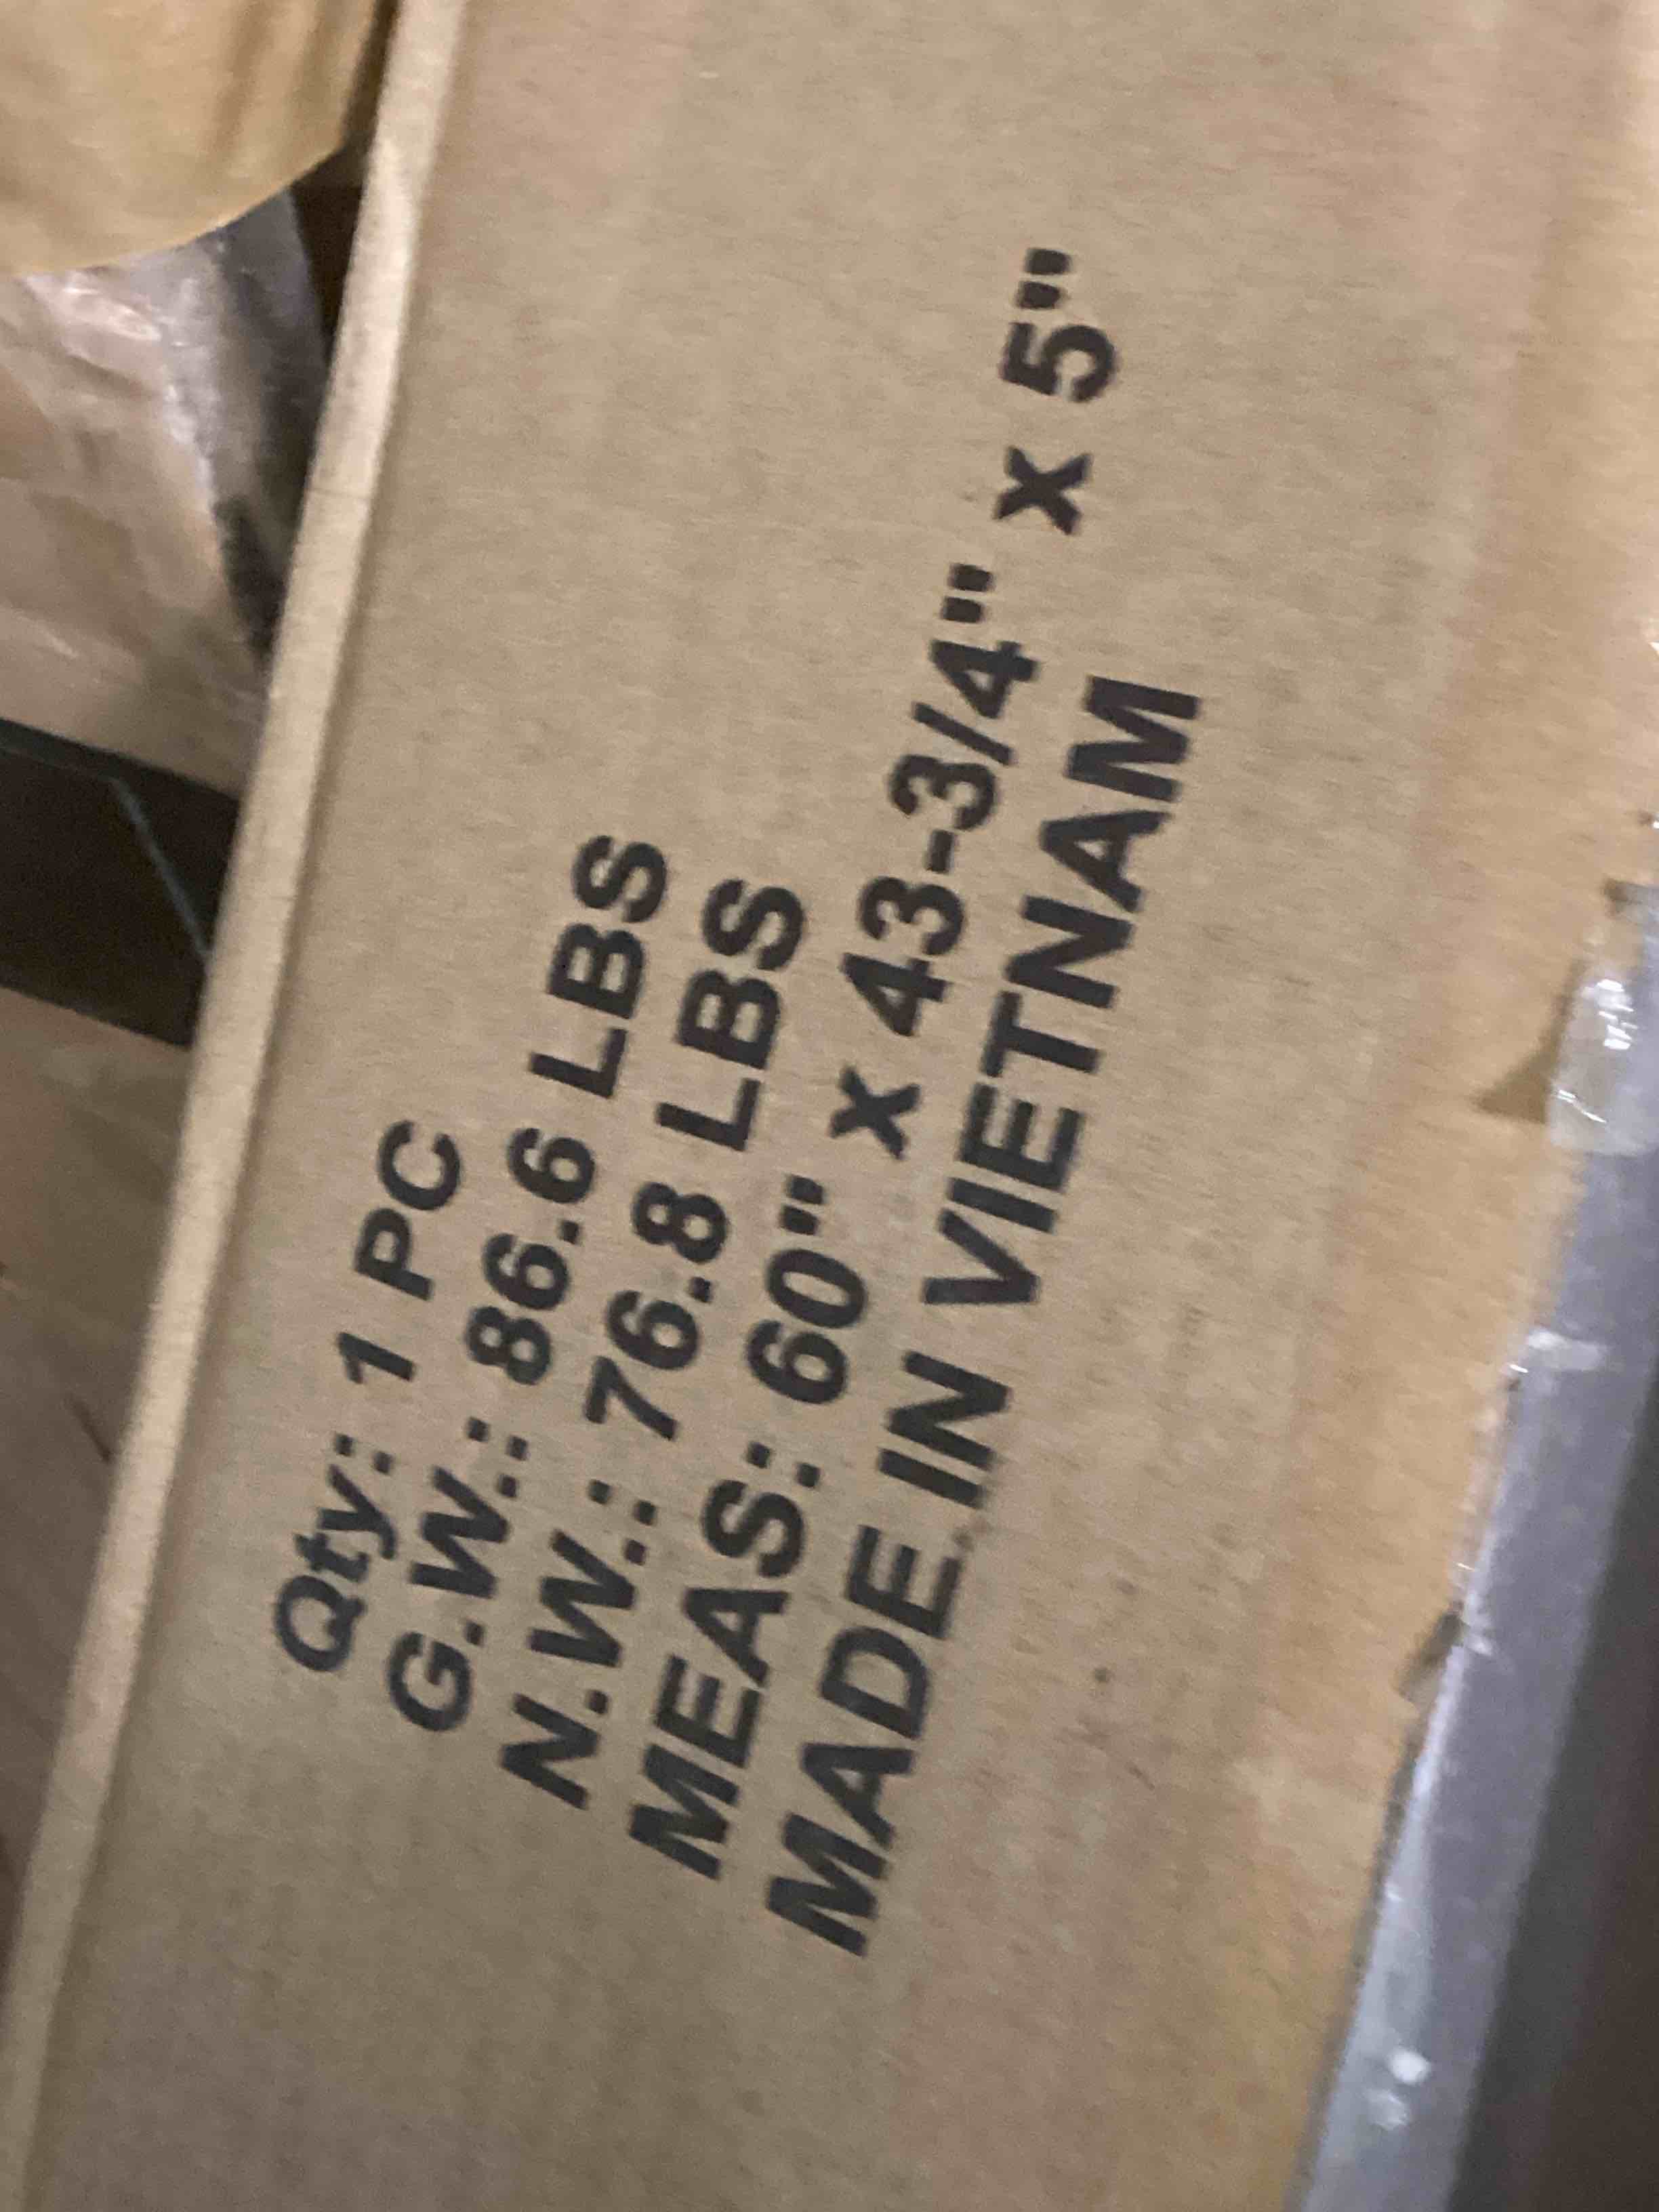 Qty: 1 PC
G.W.: 86.6 LBS
N.W.: 76.8 LBS
MEAS: 60" x 43-3/4" x 5"
MADE IN VIETNAM